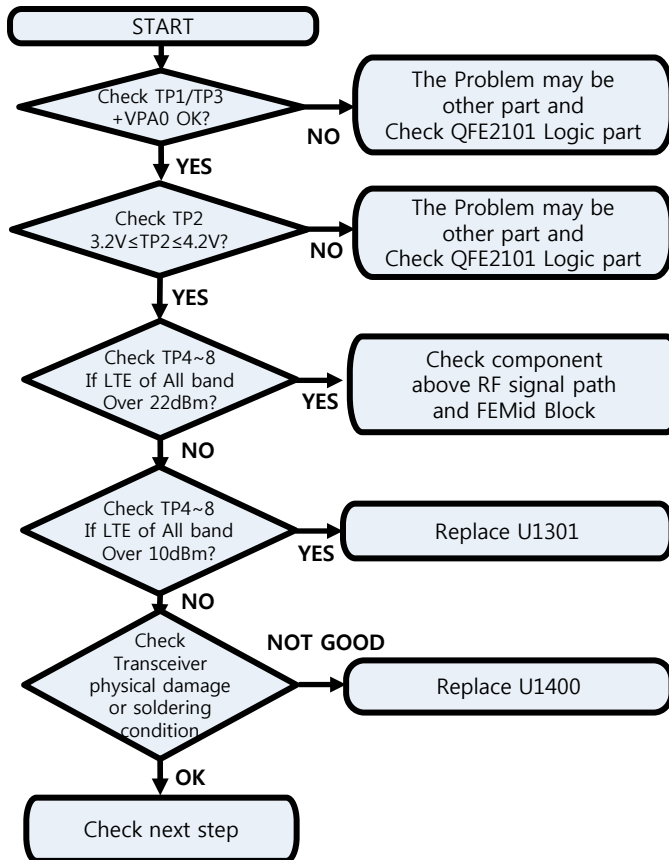 START
Check TP1/TP3
+VPA0 OK?
NO
The Problem may be
other part and
Check QFE2101 Logic part
YES
Check TP2
3.2V≤TP2≤4.2V?
NO
The Problem may be
other part and
Check QFE2101 Logic part
YES
Check TP4~8
If LTE of All band
Over 22dBm?
YES
Check component
above RF signal path
and FEMid Block
NO
Check TP4~8
If LTE of All band
Over 10dBm?
YES
Replace U1301
NO
Check
Transceiver
physical damage
or soldering
condition
NOT GOOD
Replace U1400
OK
Check next step